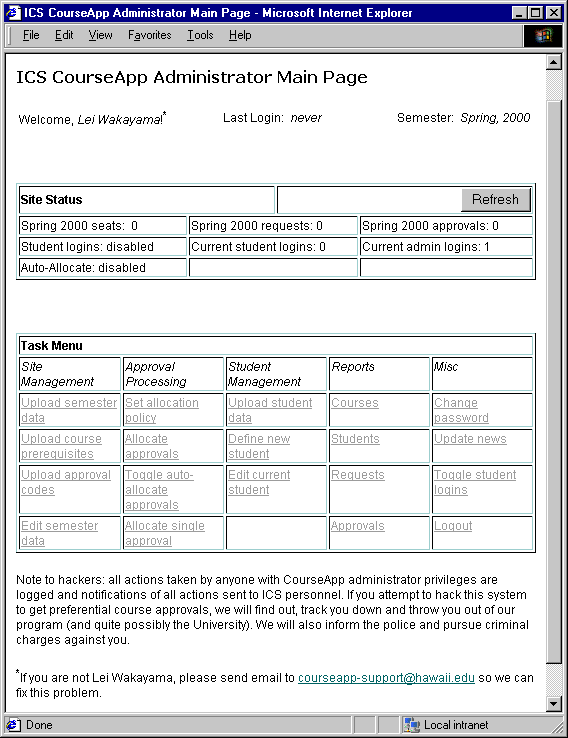 ICS CourseApp Administrator Main Page - Microsoft Internet Explorer
File Edit View Favorites Tools Help
ICS CourseApp Administrator Main Page
Welcome, Lei Wakayama!* Last Login: never Semester: Spring, 2000
Site Status Refresh
Spring 2000 seats: 0 Spring 2000 requests: 0 Spring 2000 approvals: 0
Student logins: disabled Current student logins: 0 Current admin logins: 1
Auto-Allocate: disabled
Task Menu
Site Approval Student Reports Misc
Management Processing Management
Upload semester Set allocation Upload student Courses Change
data policy data password
Upload course Allocate Define new Students Update news
prerequisites approvals student
Upload approval Toggle auto- Edit current Requests Toggle student
codes allocate student logins
approvals
Edit semester Allocate single Approvals Logout
data approval
Note to hackers: all actions taken by anyone with CourseApp administrator privileges are
logged and notifications of all actions sent to ICS personnel. If you attempt to hack this system
to get preferential course approvals, we will find out, track you down and throw you out of our
program (and quite possibly the University). We will also inform the police and pursue criminal
charges against you.
*If you are not Lei Wakayama, please send email to courseapp-support@hawaii.edu so we can
fix this problem.
Done Local intranet